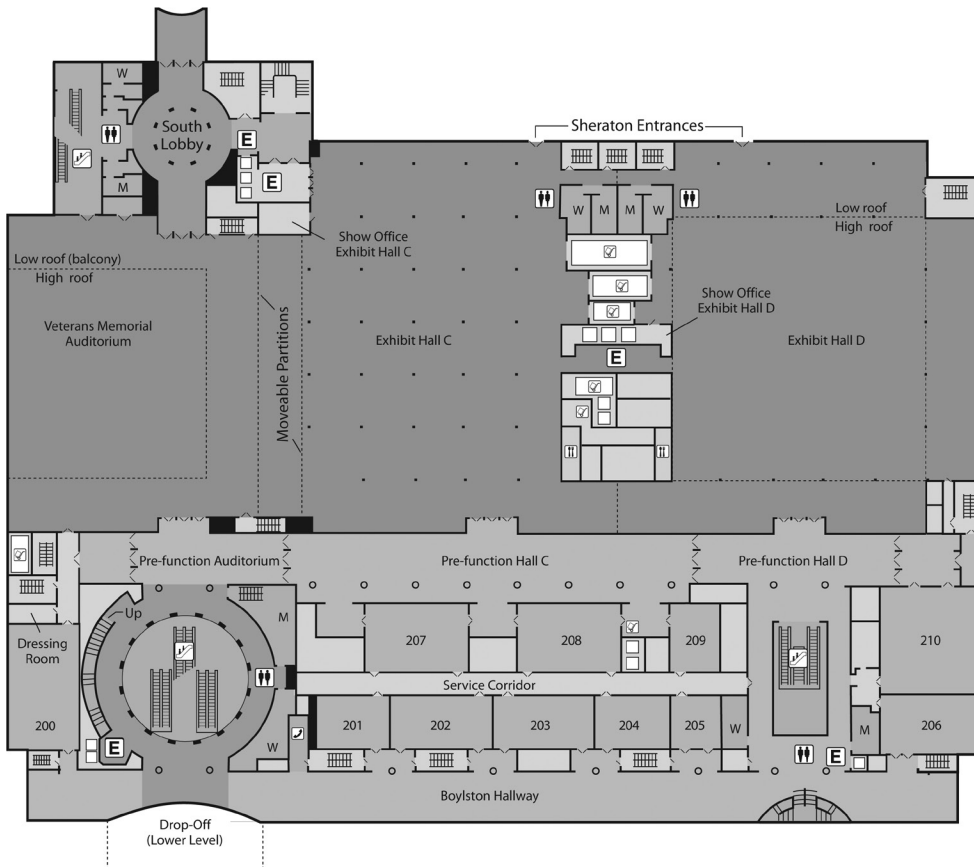 W
South
Lobby
E
M
E
Sheraton Entrances
W
M
M
W
Low roof
High roof
Show Office
Exhibit Hall C
Low roof (balcony)
High roof
Veterans Memorial
Auditorium
Moveable Partitions
Exhibit Hall C
Show Office
Exhibit Hall D
E
Exhibit Hall D
Pre-function Auditorium
Pre-function Hall C
Pre-function Hall D
Up
M
Dressing
Room
207
208
209
210
Service Corridor
200
E
W
201
202
203
204
205
W
M
206
E
Boylston Hallway
Drop-Off
(Lower Level)